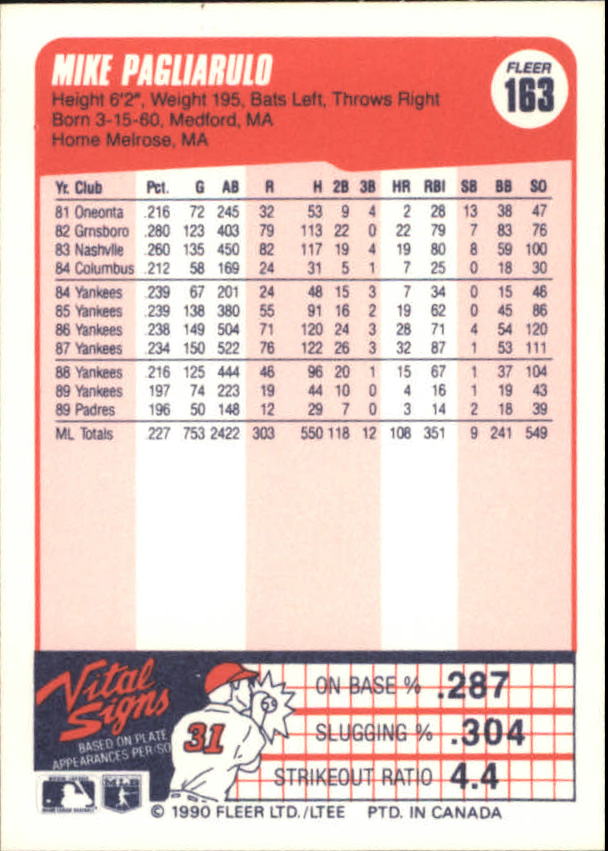 MIKE PAGLIARULO
FLEER
163
Height 6'2", Weight 195, Bats Left, Throws Right
Born 3-15-60, Medford, MA
Home Melrose, MA
Yr. Club Pct. G AB R H 2B 3B HR RBI SB BB SO
81 Oneonta .216 72 245 32 53 9 4 2 28 13 38 47
82 Grnsboro .280 123 403 79 113 22 0 22 79 7 83 76
83 Nashvlle .260 135 450 82 117 19 4 19 80 8 59 100
84 Columbus .212 58 169 24 31 5 1 7 25 0 18 30
84 Yankees .239 67 201 24 48 15 3 7 34 0 15 46
85 Yankees .239 138 380 55 91 16 2 19 62 0 45 86
86 Yankees .238 149 504 71 120 24 3 28 71 4 54 120
87 Yankees .234 150 522 76 122 26 3 32 87 1 53 111
88 Yankees .216 125 444 46 96 20 1 15 67 1 37 104
89 Yankees .197 74 223 19 44 10 0 4 16 1 19 43
89 Padres .196 50 148 12 29 7 0 3 14 2 18 39
ML Totals .227 753 2422 303 550 118 12 108 351 9 241 549
Vital Signs
BASED ON PLATE
APPEARANCES PER/SO
31
ON BASE % .287
SLUGGING % .304
STRIKEOUT RATIO 4.4
© 1990 FLEER LTD./LTEE PTD. IN CANADA